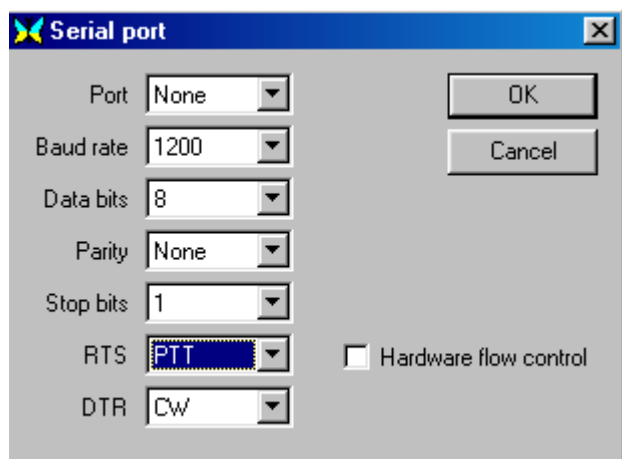 Serial port
Port None OK
Baud rate 1200 Cancel
Data bits 8
Parity None
Stop bits 1
RTS PTT Hardware flow control
DTR CW